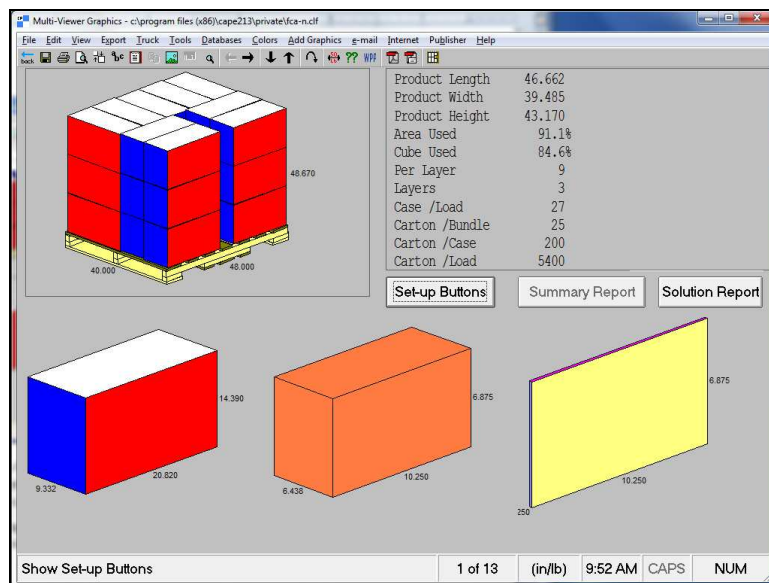 Multi-Viewer Graphics - c:\program files (x86)\cape213\private\fca-n.clf
File Edit View Export Truck Tools Databases Colors Add Graphics e-mail Internet Publisher Help
back WPF
Product Length 46.662
Product Width 39.485
Product Height 43.170
Area Used 91.1%
Cube Used 84.6%
Per Layer 9
Layers 3
Case /Load 27
Carton /Bundle 25
Carton /Case 200
Carton /Load 5400
48.670
40.000 48.000
Set-up Buttons Summary Report Solution Report
14.390
20.820
9.332
6.875
10.250
6.438
6.875
10.250
250
Show Set-up Buttons 1 of 13 (in/lb) 9:52 AM CAPS NUM